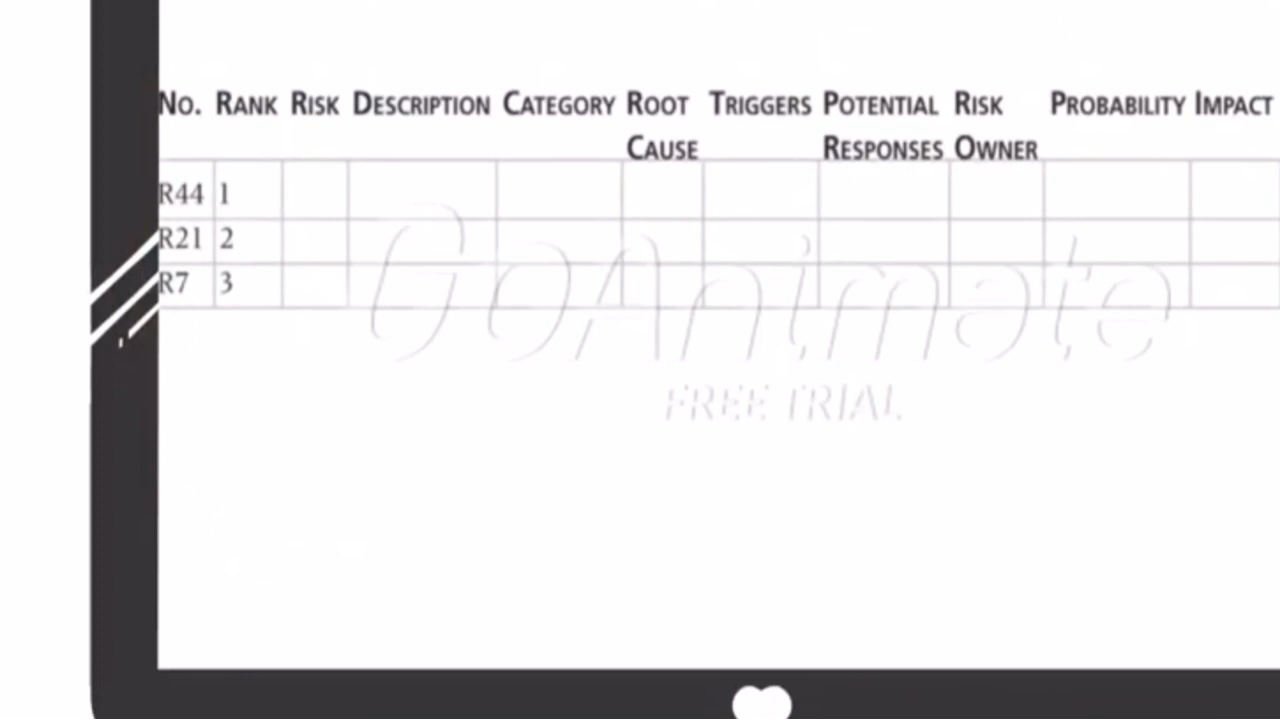 No. Rank Risk Description Category Root Triggers Potential Risk Probability Impact
Cause Responses Owner
R44 1
R21 2
R7 3
GoAnimate
FREE TRIAL